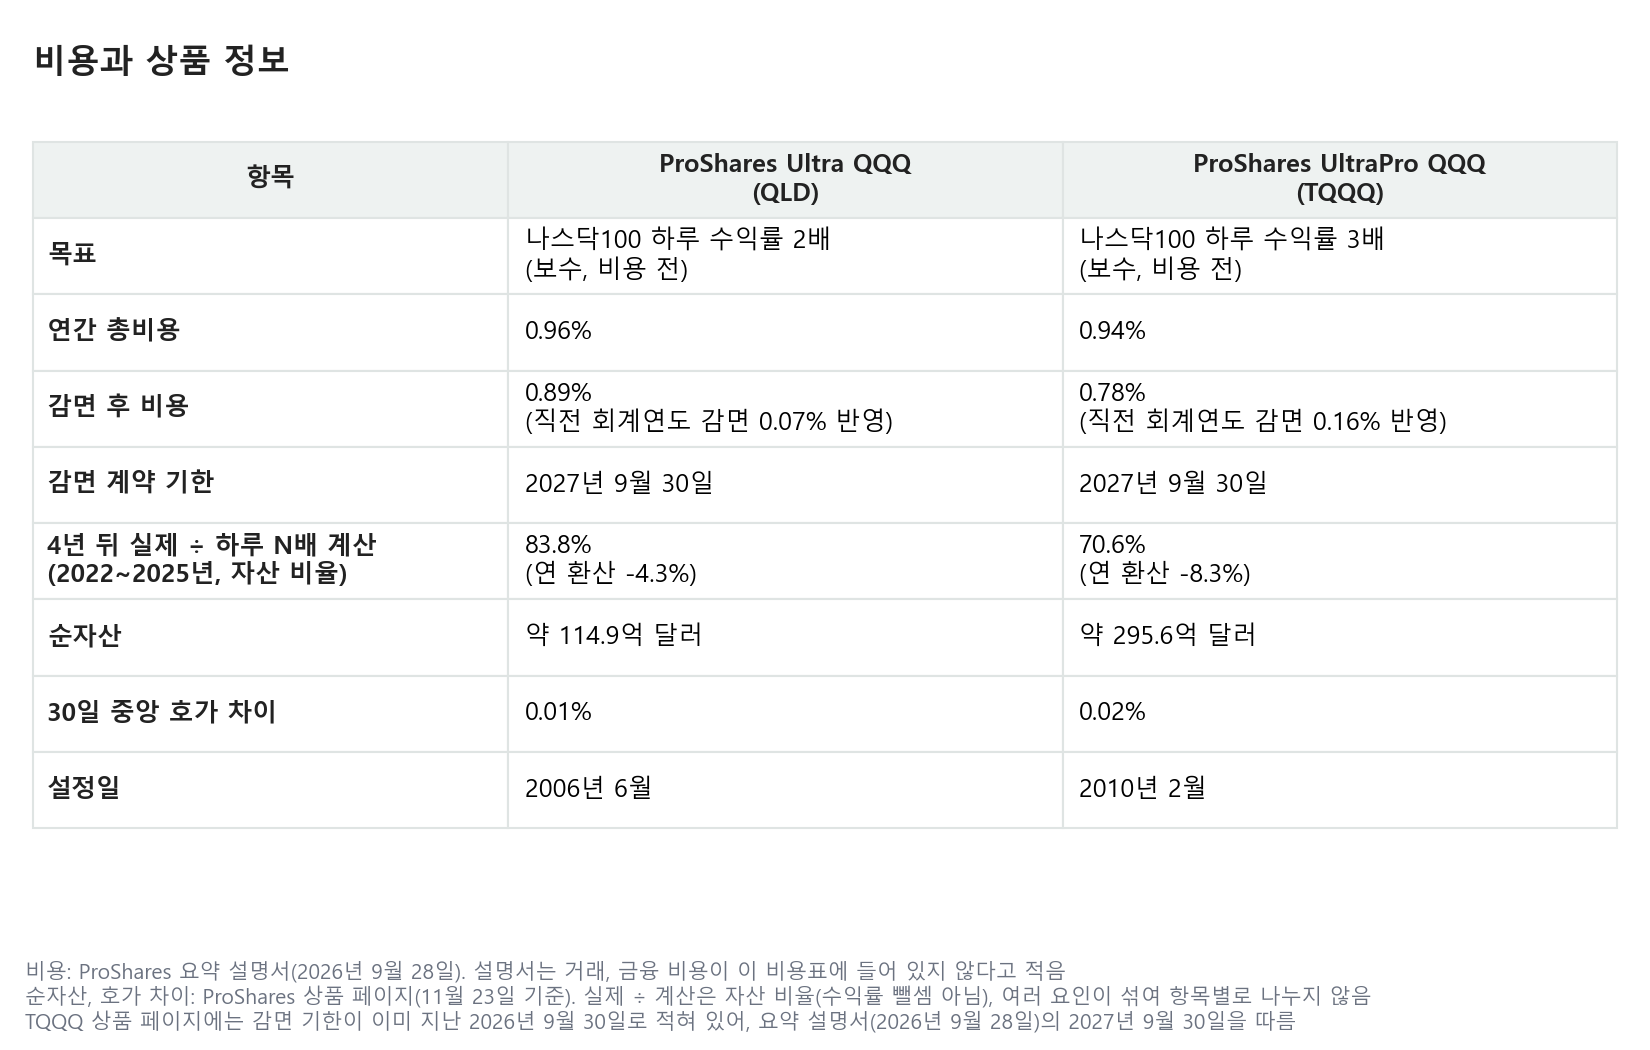 비용과 상품 정보
항목
ProShares Ultra QQQ
(QLD)
ProShares UltraPro QQQ
(TQQQ)
목표
나스닥100 하루 수익률 2배
(보수, 비용 전)
나스닥100 하루 수익률 3배
(보수, 비용 전)
연간 총비용
0.96%
0.94%
감면 후 비용
0.89%
(직전 회계연도 감면 0.07% 반영)
0.78%
(직전 회계연도 감면 0.16% 반영)
감면 계약 기한
2027년 9월 30일
2027년 9월 30일
4년 뒤 실제 ÷ 하루 N배 계산
(2022~2025년, 자산 비율)
83.8%
(연 환산 -4.3%)
70.6%
(연 환산 -8.3%)
순자산
약 114.9억 달러
약 295.6억 달러
30일 중앙 호가 차이
0.01%
0.02%
설정일
2006년 6월
2010년 2월
비용: ProShares 요약 설명서(2026년 9월 28일). 설명서는 거래, 금융 비용이 이 비용표에 들어 있지 않다고 적음
순자산, 호가 차이: ProShares 상품 페이지(11월 23일 기준). 실제 ÷ 계산은 자산 비율(수익률 뺄셈 아님), 여러 요인이 섞여 항목별로 나누지 않음
TQQQ 상품 페이지에는 감면 기한이 이미 지난 2026년 9월 30일로 적혀 있어, 요약 설명서(2026년 9월 28일)의 2027년 9월 30일을 따름